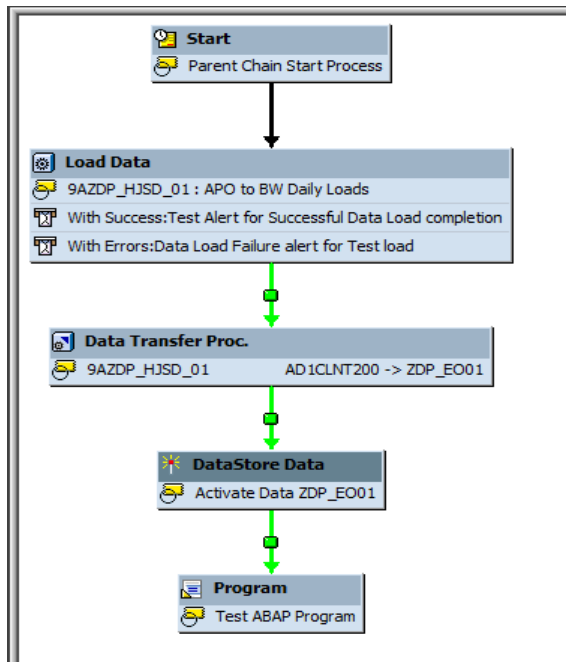 Start
Parent Chain Start Process
Load Data
9AZDP_HJSD_01 : APO to BW Daily Loads
With Success:Test Alert for Successful Data Load completion
With Errors:Data Load Failure alert for Test load
Data Transfer Proc.
9AZDP_HJSD_01 AD1CLNT200 -> ZDP_EO01
DataStore Data
Activate Data ZDP_EO01
Program
Test ABAP Program